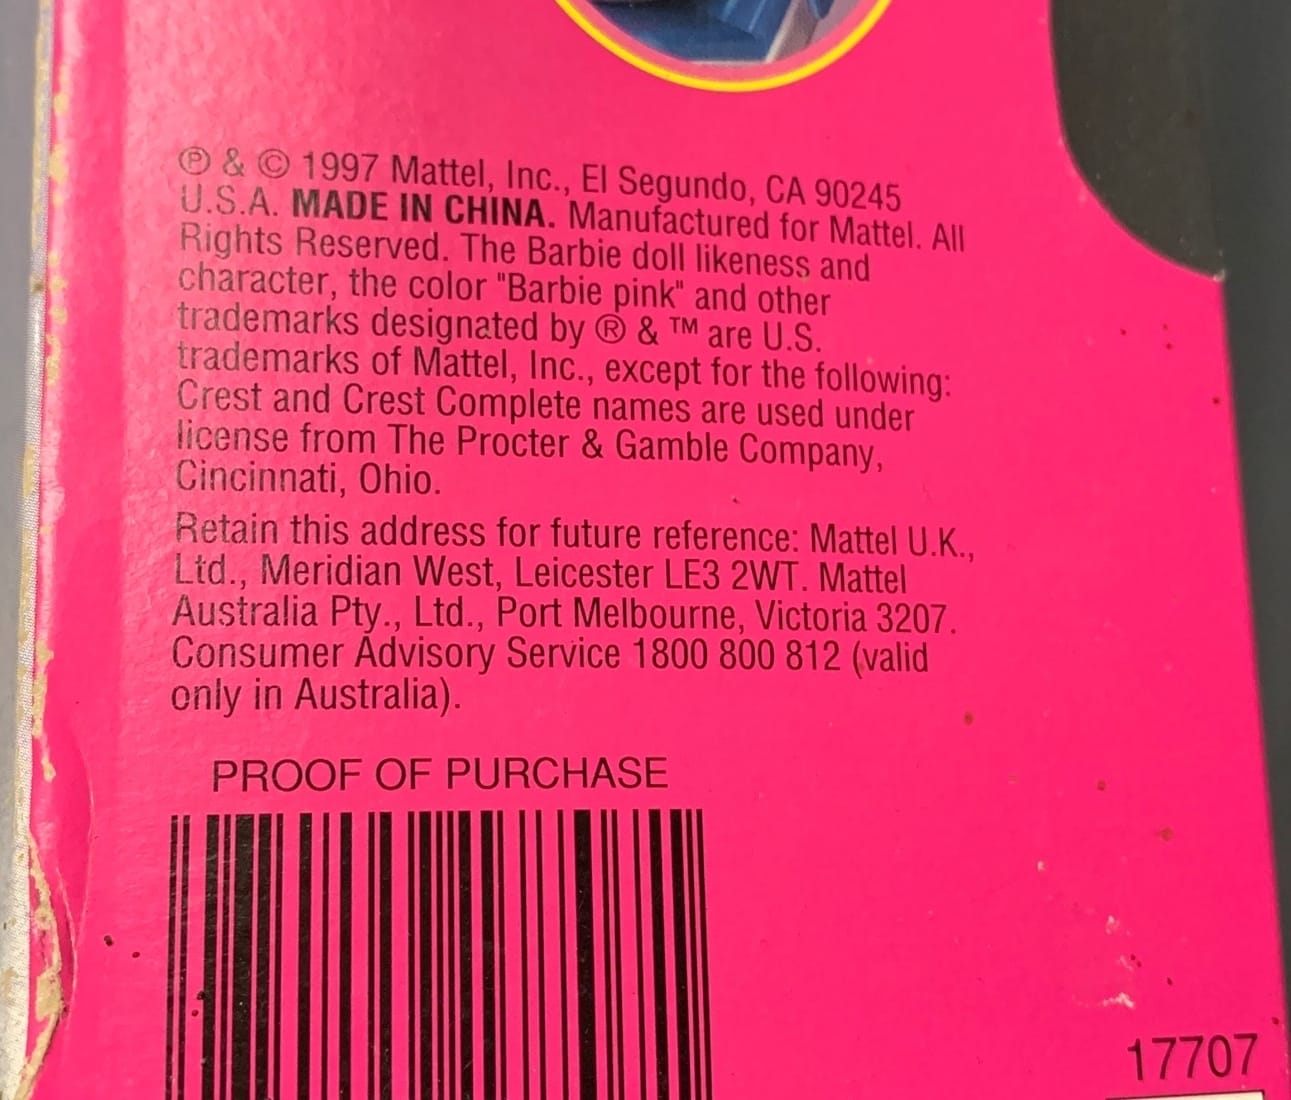 Ⓟ & © 1997 Mattel, Inc., El Segundo, CA 90245
U.S.A. MADE IN CHINA. Manufactured for Mattel. All
Rights Reserved. The Barbie doll likeness and
character, the color "Barbie pink" and other
trademarks designated by ® & ™ are U.S.
trademarks of Mattel, Inc., except for the following:
Crest and Crest Complete names are used under
license from The Procter & Gamble Company,
Cincinnati, Ohio.
Retain this address for future reference: Mattel U.K.,
Ltd., Meridian West, Leicester LE3 2WT. Mattel
Australia Pty., Ltd., Port Melbourne, Victoria 3207.
Consumer Advisory Service 1800 800 812 (valid
only in Australia).
PROOF OF PURCHASE
17707